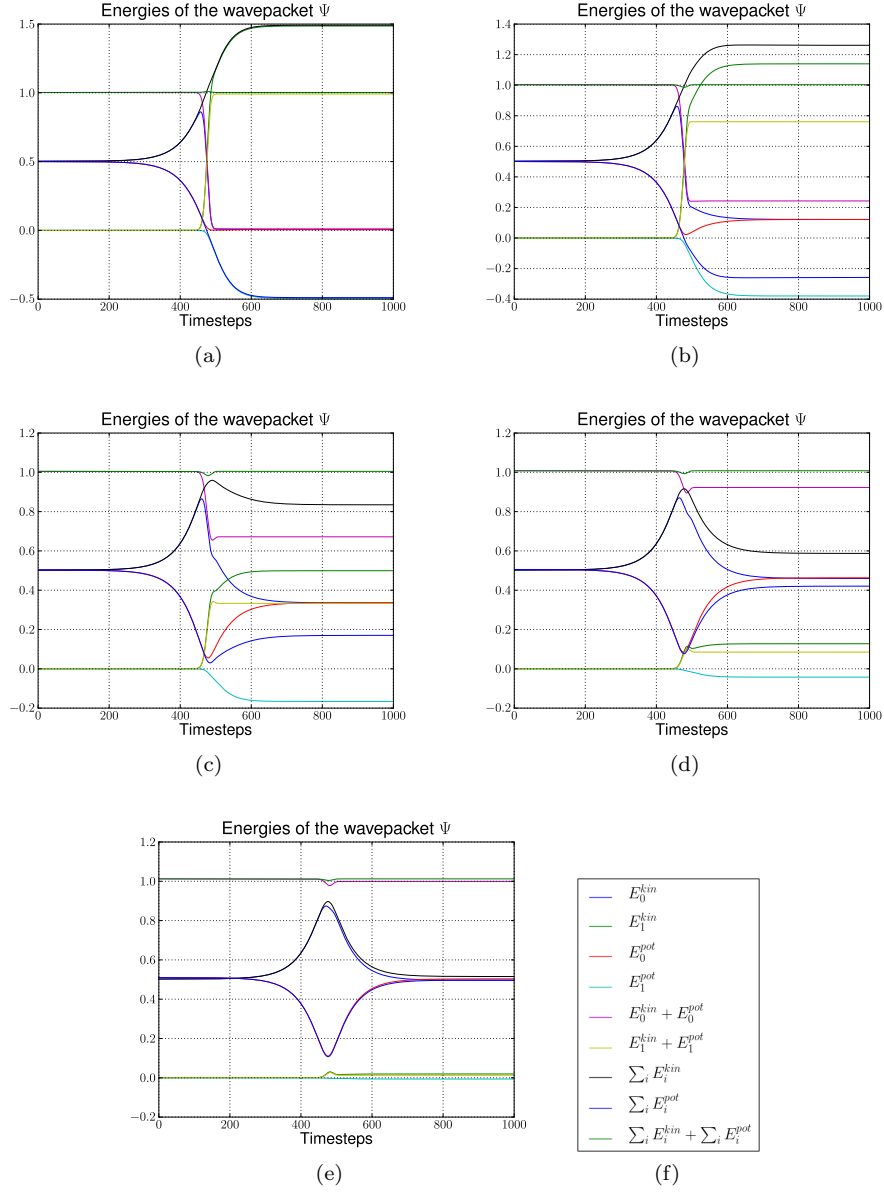 Energies of the wavepacket Ψ
1.5
1.0
0.5
0.0
−0.5
0 200 400 600 800 1000
Timesteps
(a)
Energies of the wavepacket Ψ
1.4
1.2
1.0
0.8
0.6
0.4
0.2
0.0
−0.2
−0.4
0 200 400 600 800 1000
Timesteps
(b)
Energies of the wavepacket Ψ
1.2
1.0
0.8
0.6
0.4
0.2
0.0
−0.2
0 200 400 600 800 1000
Timesteps
(c)
Energies of the wavepacket Ψ
1.2
1.0
0.8
0.6
0.4
0.2
0.0
−0.2
0 200 400 600 800 1000
Timesteps
(d)
Energies of the wavepacket Ψ
1.2
1.0
0.8
0.6
0.4
0.2
0.0
−0.2
0 200 400 600 800 1000
Timesteps
(e)
E_0^{kin}
E_1^{kin}
E_0^{pot}
E_1^{pot}
E_0^{kin} + E_0^{pot}
E_1^{kin} + E_1^{pot}
∑_i E_i^{kin}
∑_i E_i^{pot}
∑_i E_i^{kin} + ∑_i E_i^{pot}
(f)